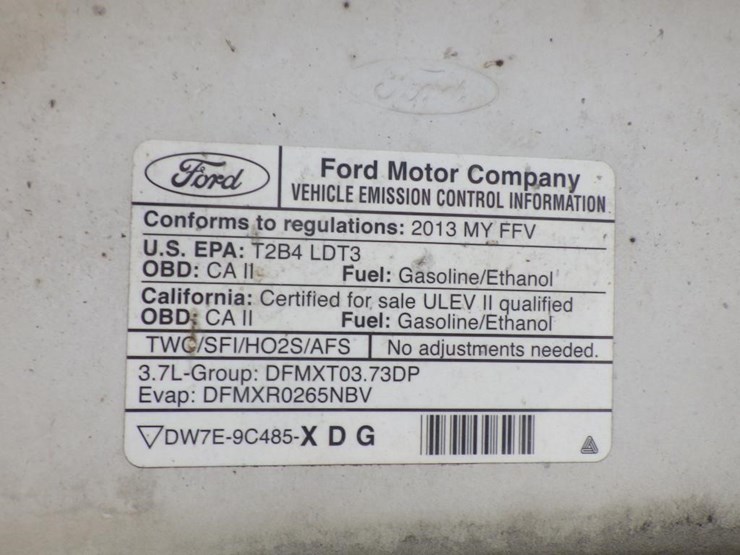 Ford
Ford
Ford Motor Company
VEHICLE EMISSION CONTROL INFORMATION
Conforms to regulations: 2013 MY FFV
U.S. EPA: T2B4 LDT3
OBD: CA II Fuel: Gasoline/Ethanol
California: Certified for sale ULEV II qualified
OBD: CA II Fuel: Gasoline/Ethanol
TWC/SFI/HO2S/AFS No adjustments needed.
3.7L-Group: DFMXT03.73DP
Evap: DFMXR0265NBV
DW7E-9C485-X D G